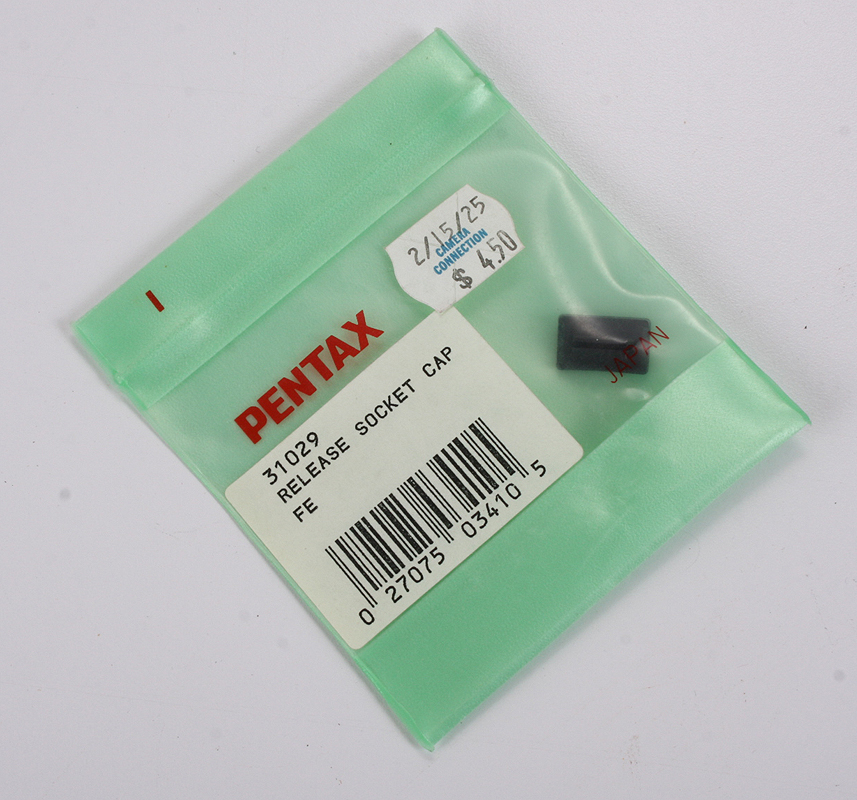 2/15/25
CAMERA
CONNECTION
$ 4.50
I
PENTAX
JAPAN
31029
RELEASE SOCKET CAP
FE
0 27075 03410 5